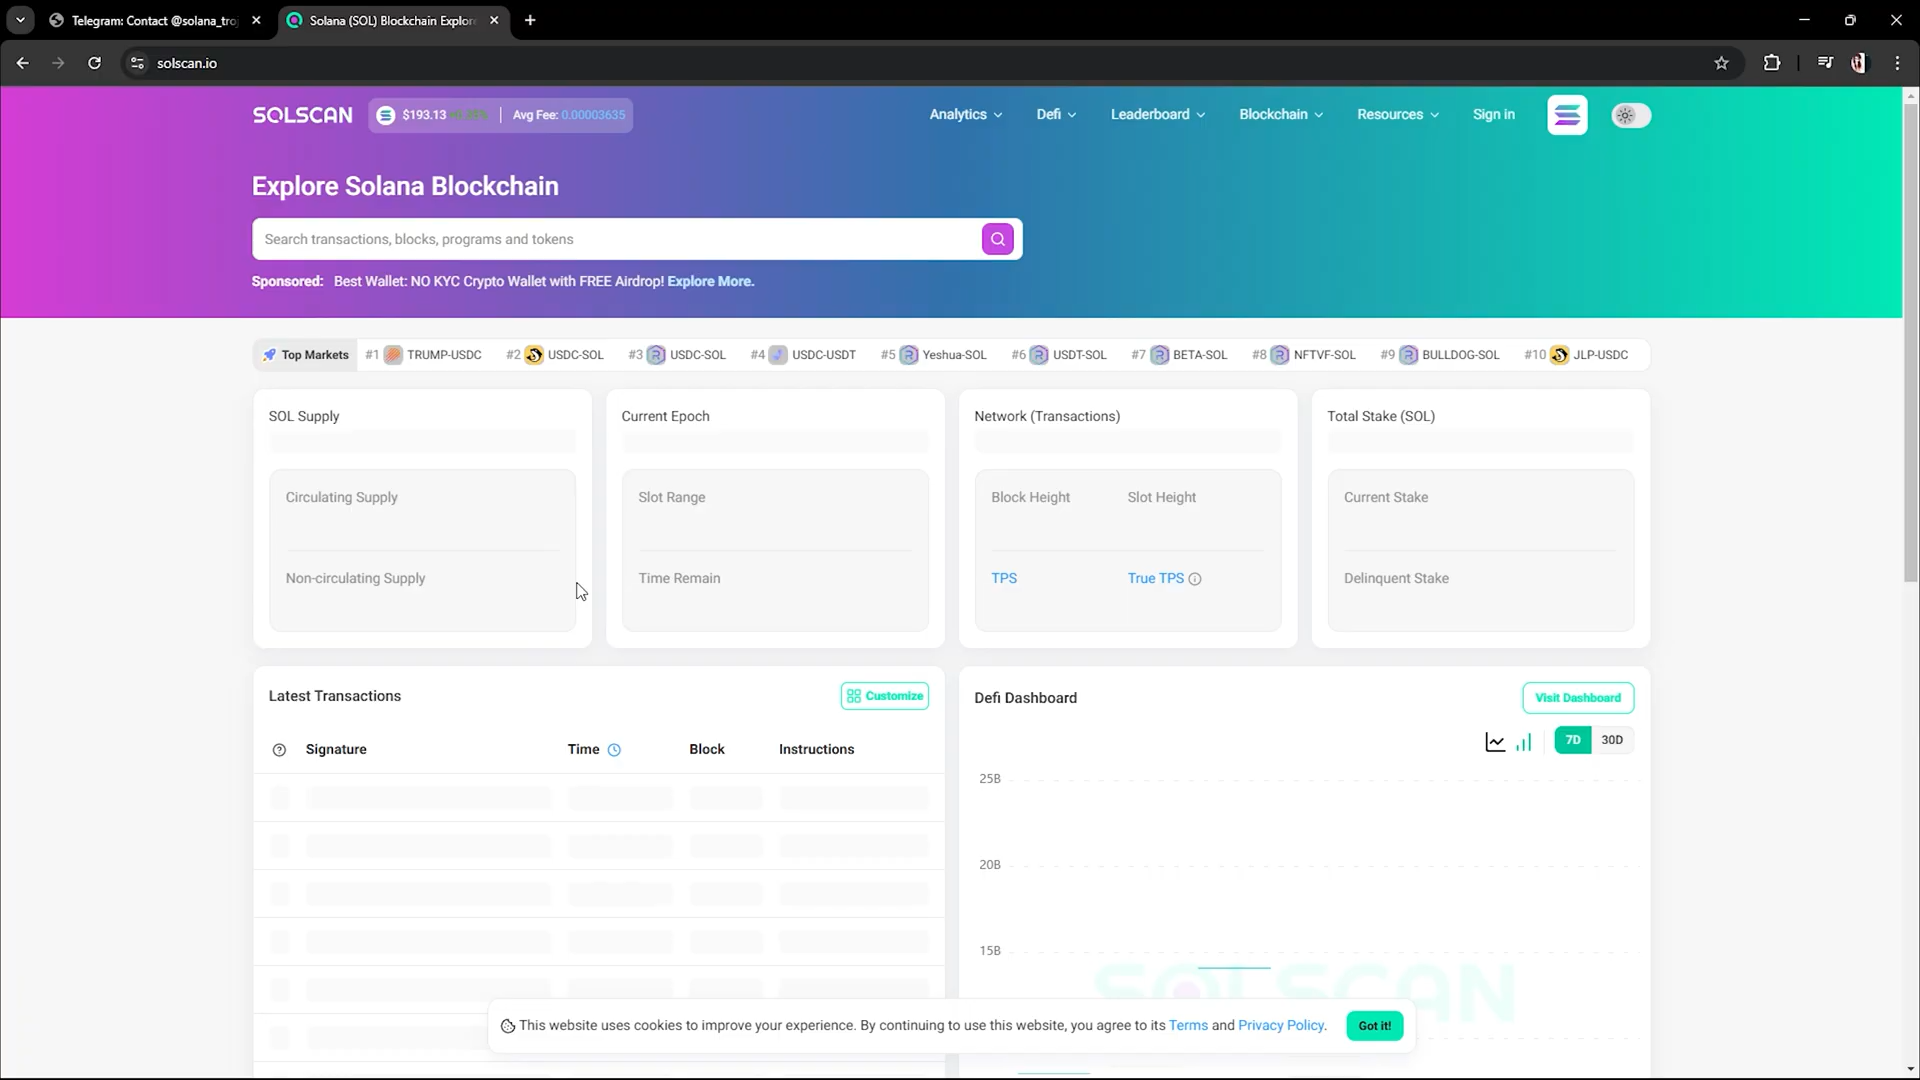 Telegram: Contact @solana_tro
Solana (SOL) Blockchain Explor
solscan.io
SOLSCAN
$193.13
Avg Fee: 0.00003635
Analytics
Defi
Leaderboard
Blockchain
Resources
Sign in
Explore Solana Blockchain
Search transactions, blocks, programs and tokens
Sponsored: Best Wallet: NO KYC Crypto Wallet with FREE Airdrop! Explore More.
Top Markets
#1 TRUMP-USDC
#2 USDC-SOL
#3 USDC-SOL
#4 USDC-USDT
#5 Yeshua-SOL
#6 USDT-SOL
#7 BETA-SOL
#8 NFTVF-SOL
#9 BULLDOG-SOL
#10 JLP-USDC
SOL Supply
Circulating Supply
Non-circulating Supply
Current Epoch
Slot Range
Time Remain
Network (Transactions)
Block Height
Slot Height
TPS
True TPS
Total Stake (SOL)
Current Stake
Delinquent Stake
Latest Transactions
Customize
Signature
Time
Block
Instructions
Defi Dashboard
Visit Dashboard
7D
30D
25B
20B
15B
SOLSCAN
This website uses cookies to improve your experience. By continuing to use this website, you agree to its Terms and Privacy Policy.
Got it!